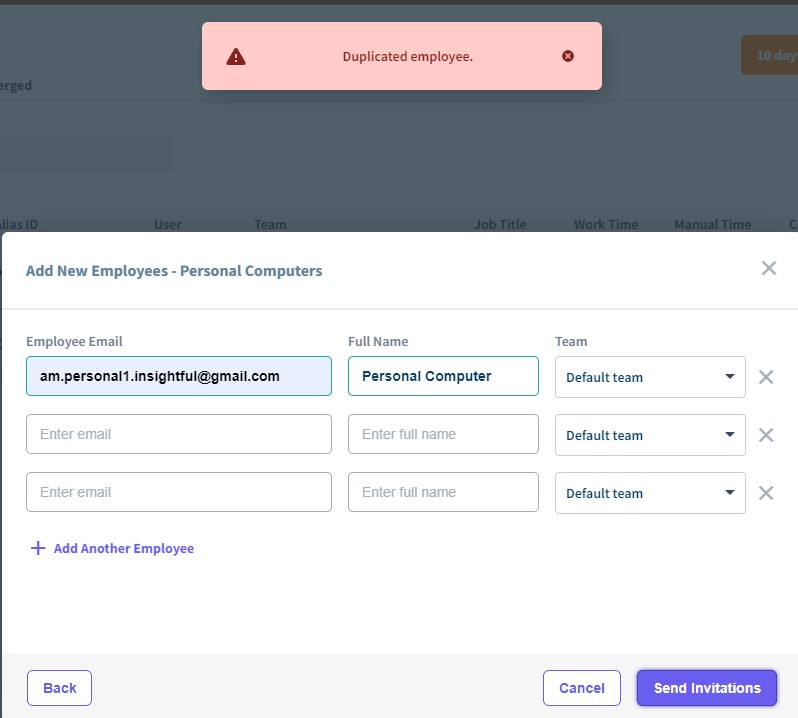 Duplicated employee.
10 day
erged
Alias ID User Team Job Title Work Time Manual Time C
Add New Employees - Personal Computers
Employee Email Full Name Team
am.personal1.insightful@gmail.com Personal Computer Default team
Enter email Enter full name Default team
Enter email Enter full name Default team
Add Another Employee
Back Cancel Send Invitations